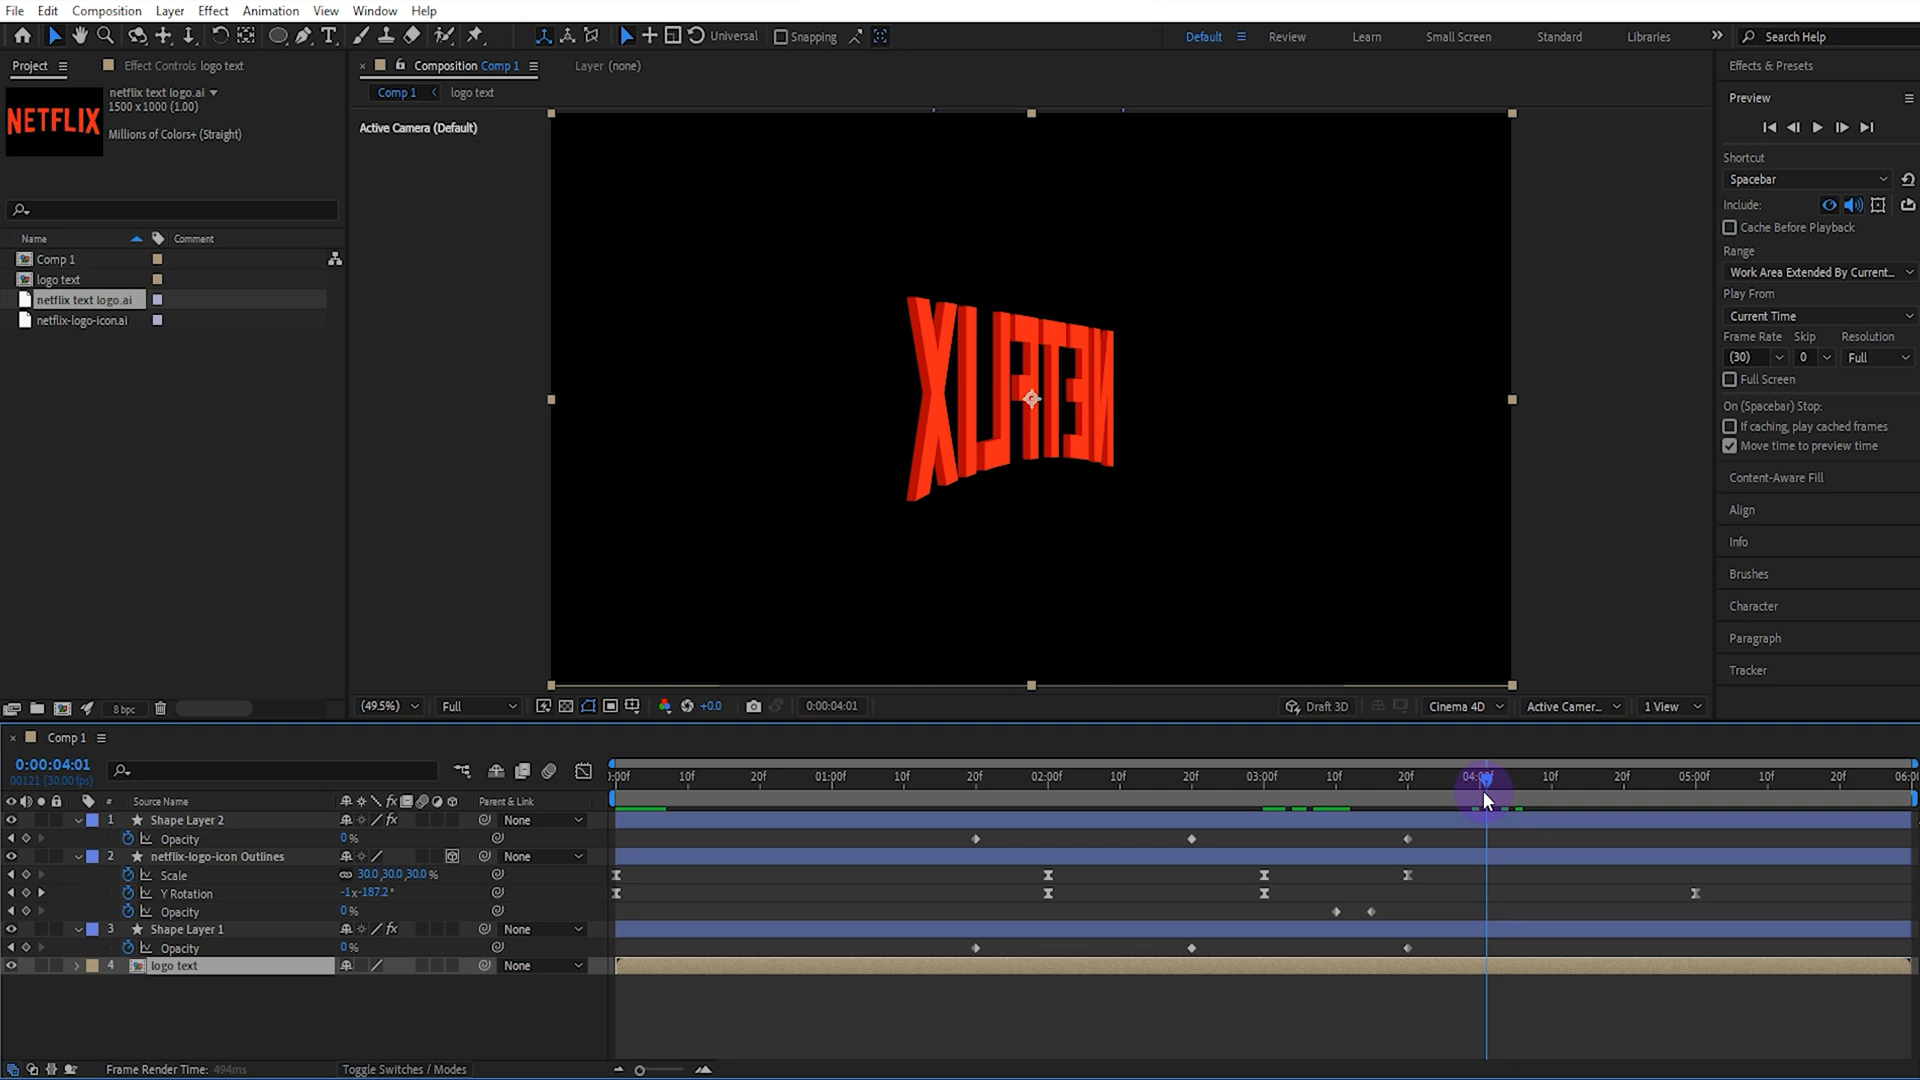 File Edit Composition Layer Effect Animation View Window Help
Universal Snapping Default Review Learn Small Screen Standard Libraries Search Help
Project Effect Controls logo text
Composition Comp 1 Layer (none)
Comp 1 logo text
Active Camera (Default)
netflix text logo.ai
1500 x 1000 (1.00)
Millions of Colors+ (Straight)
NETFLIX
Name Comment
Comp 1
logo text
netflix text logo.ai
netflix-logo-icon.ai
8 bpc
NETFLIX
Effects & Presets
Preview
Shortcut
Spacebar
Include:
Cache Before Playback
Range
Work Area Extended By Current...
Play From
Current Time
Frame Rate Skip Resolution
(30) 0 Full
Full Screen
On (Spacebar) Stop:
If caching, play cached frames
Move time to preview time
Content-Aware Fill
Align
Info
Brushes
Character
Paragraph
Tracker
(49.5%) Full +0.0 0:00:04:01 Draft 3D Cinema 4D Active Camer... 1 View
Comp 1
0:00:04:01
00121 (30.00 fps)
):00f 10f 20f 01:00f 10f 20f 02:00f 10f 20f 03:00f 10f 20f 04:00f 10f 20f 05:00f 10f 20f 06:00
# Source Name fx Parent & Link
1 Shape Layer 2 fx None
Opacity 0%
2 netflix-logo-icon Outlines None
Scale 30.0,30.0,30.0%
Y Rotation -1x-187.2°
Opacity 0%
3 Shape Layer 1 fx None
Opacity 0%
4 logo text None
Frame Render Time: 494ms Toggle Switches / Modes